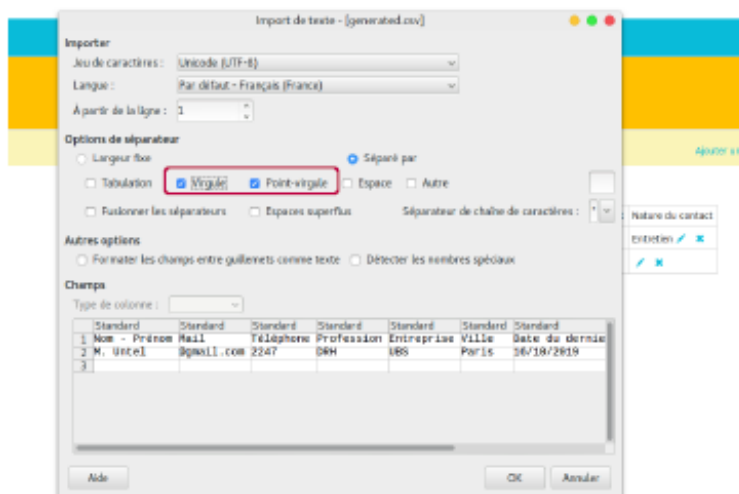 Import de texte - [generated.csv]
Importer
Jeu de caractères : Unicode (UTF-8)
Langue : Par défaut - Français (France)
À partir de la ligne : 1
Options de séparateur
Largeur fixe Séparé par
Ajouter u
Tabulation Virgule Point-virgule Espace Autre
Fusionner les séparateurs Espaces superflus Séparateur de chaîne de caractères : "
Nature du contact
Entretien
Autres options
Formater les champs entre guillemets comme texte Détecter les nombres spéciaux
Champs
Type de colonne :
Standard Standard Standard Standard Standard Standard Standard
1 Nom - Prénom Mail Téléphone Profession Entreprise Ville Date du dernie
2 M. Untel @gmail.com 2247 DRH UBS Paris 16/10/2019
3
Aide OK Annuler